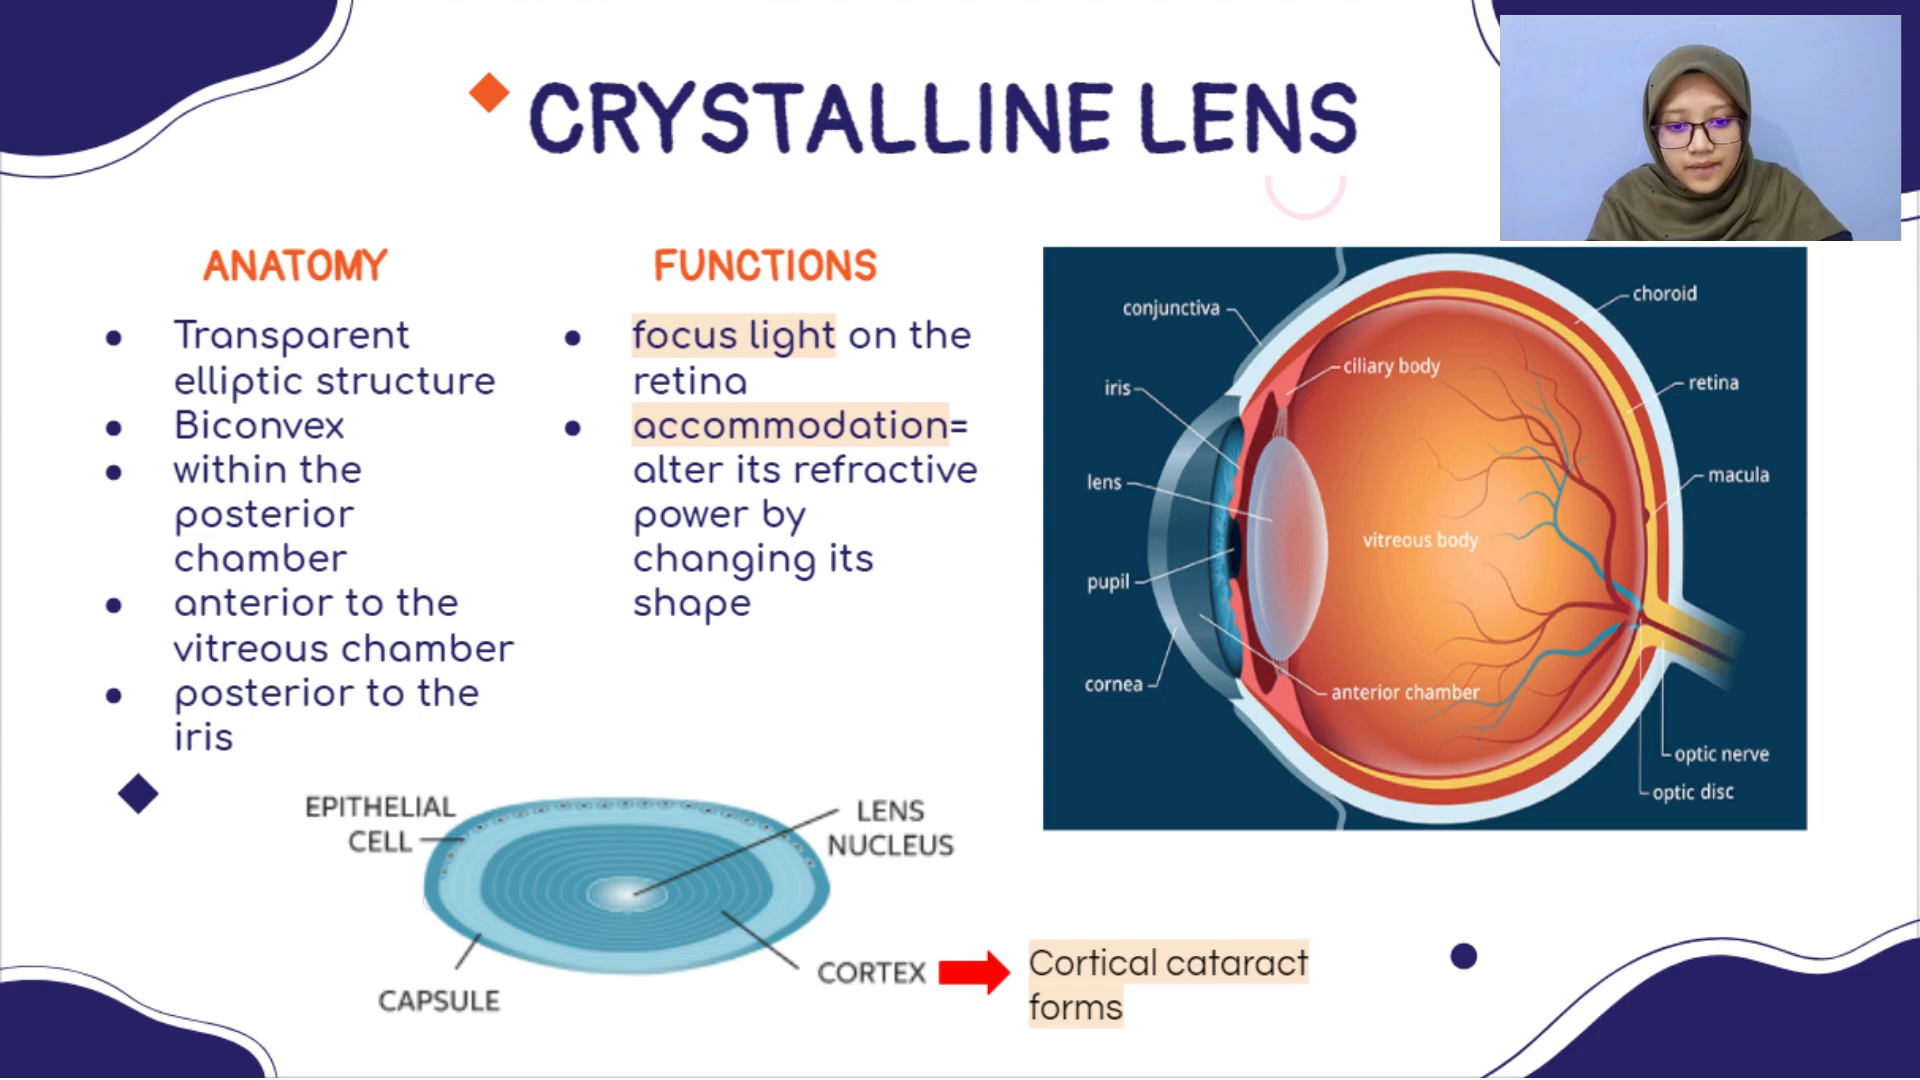 CRYSTALLINE LENS
ANATOMY
Transparent
elliptic structure
Biconvex
within the
posterior
chamber
anterior to the
vitreous chamber
posterior to the
iris
FUNCTIONS
focus light on the
retina
accommodation=
alter its refractive
power by
changing its
shape
conjunctiva
choroid
ciliary body
iris
retina
macula
lens
vitreous body
pupil
cornea
anterior chamber
optic nerve
optic disc
EPITHELIAL
CELL
LENS
NUCLEUS
CORTEX
CAPSULE
Cortical cataract
forms